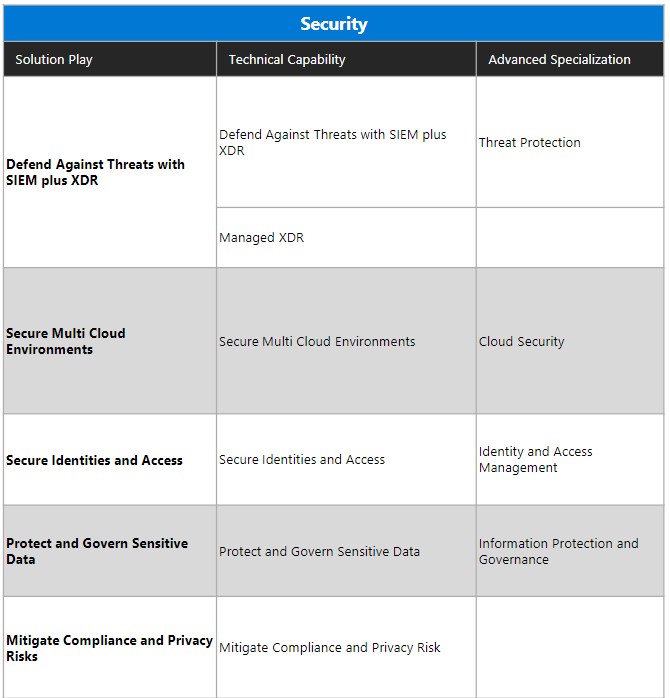 Security
Solution Play
Technical Capability
Advanced Specialization
Defend Against Threats with
SIEM plus XDR
Defend Against Threats with SIEM plus
XDR
Threat Protection
Managed XDR
Secure Multi Cloud
Environments
Secure Multi Cloud Environments
Cloud Security
Secure Identities and Access
Secure Identities and Access
Identity and Access
Management
Protect and Govern Sensitive
Data
Protect and Govern Sensitive Data
Information Protection and
Governance
Mitigate Compliance and Privacy
Risks
Mitigate Compliance and Privacy Risk